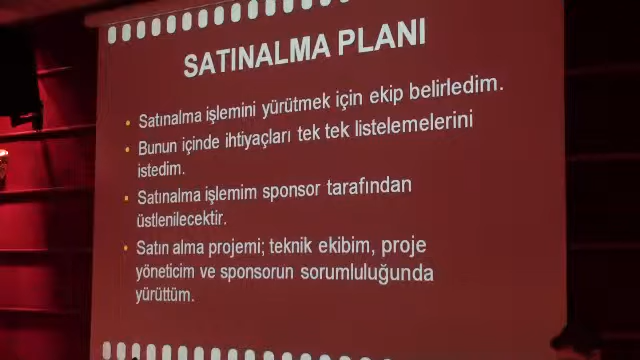 SATINALMA PLANI
• Satınalma işlemini yürütmek için ekip belirledim.
• Bunun içinde ihtiyaçları tek tek listelemelerini
istedim.
• Satınalma işlemim sponsor tarafından
üstlenilecektir.
• Satın alma projemi; teknik ekibim, proje
yöneticim ve sponsorun sorumluluğunda
yürüttüm.